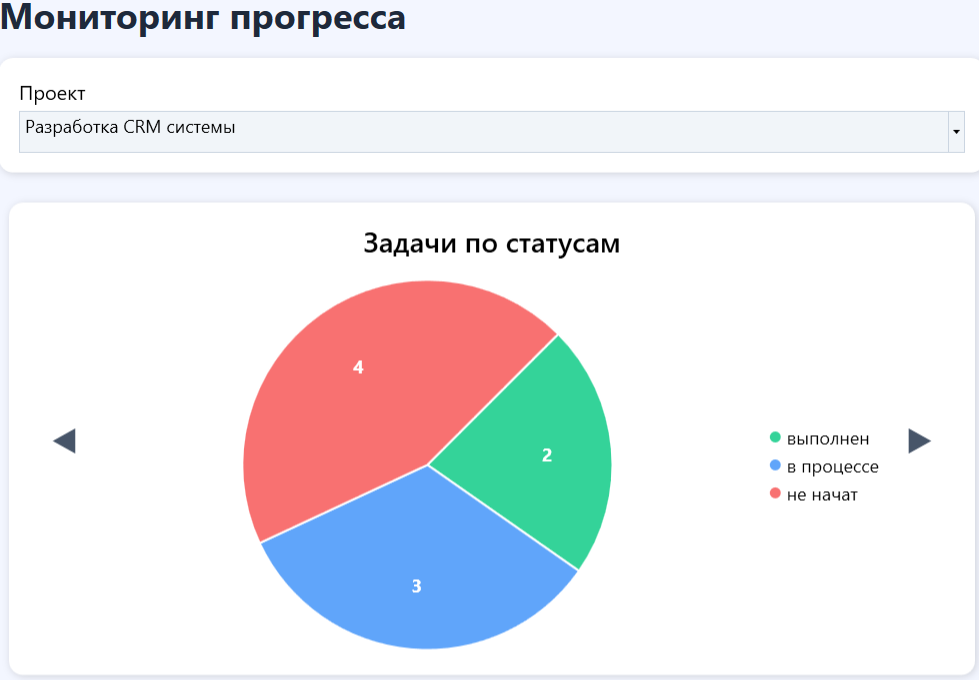 Мониторинг прогресса
Проект
Разработка CRM системы
Задачи по статусам
4
2
3
выполнен
в процессе
не начат